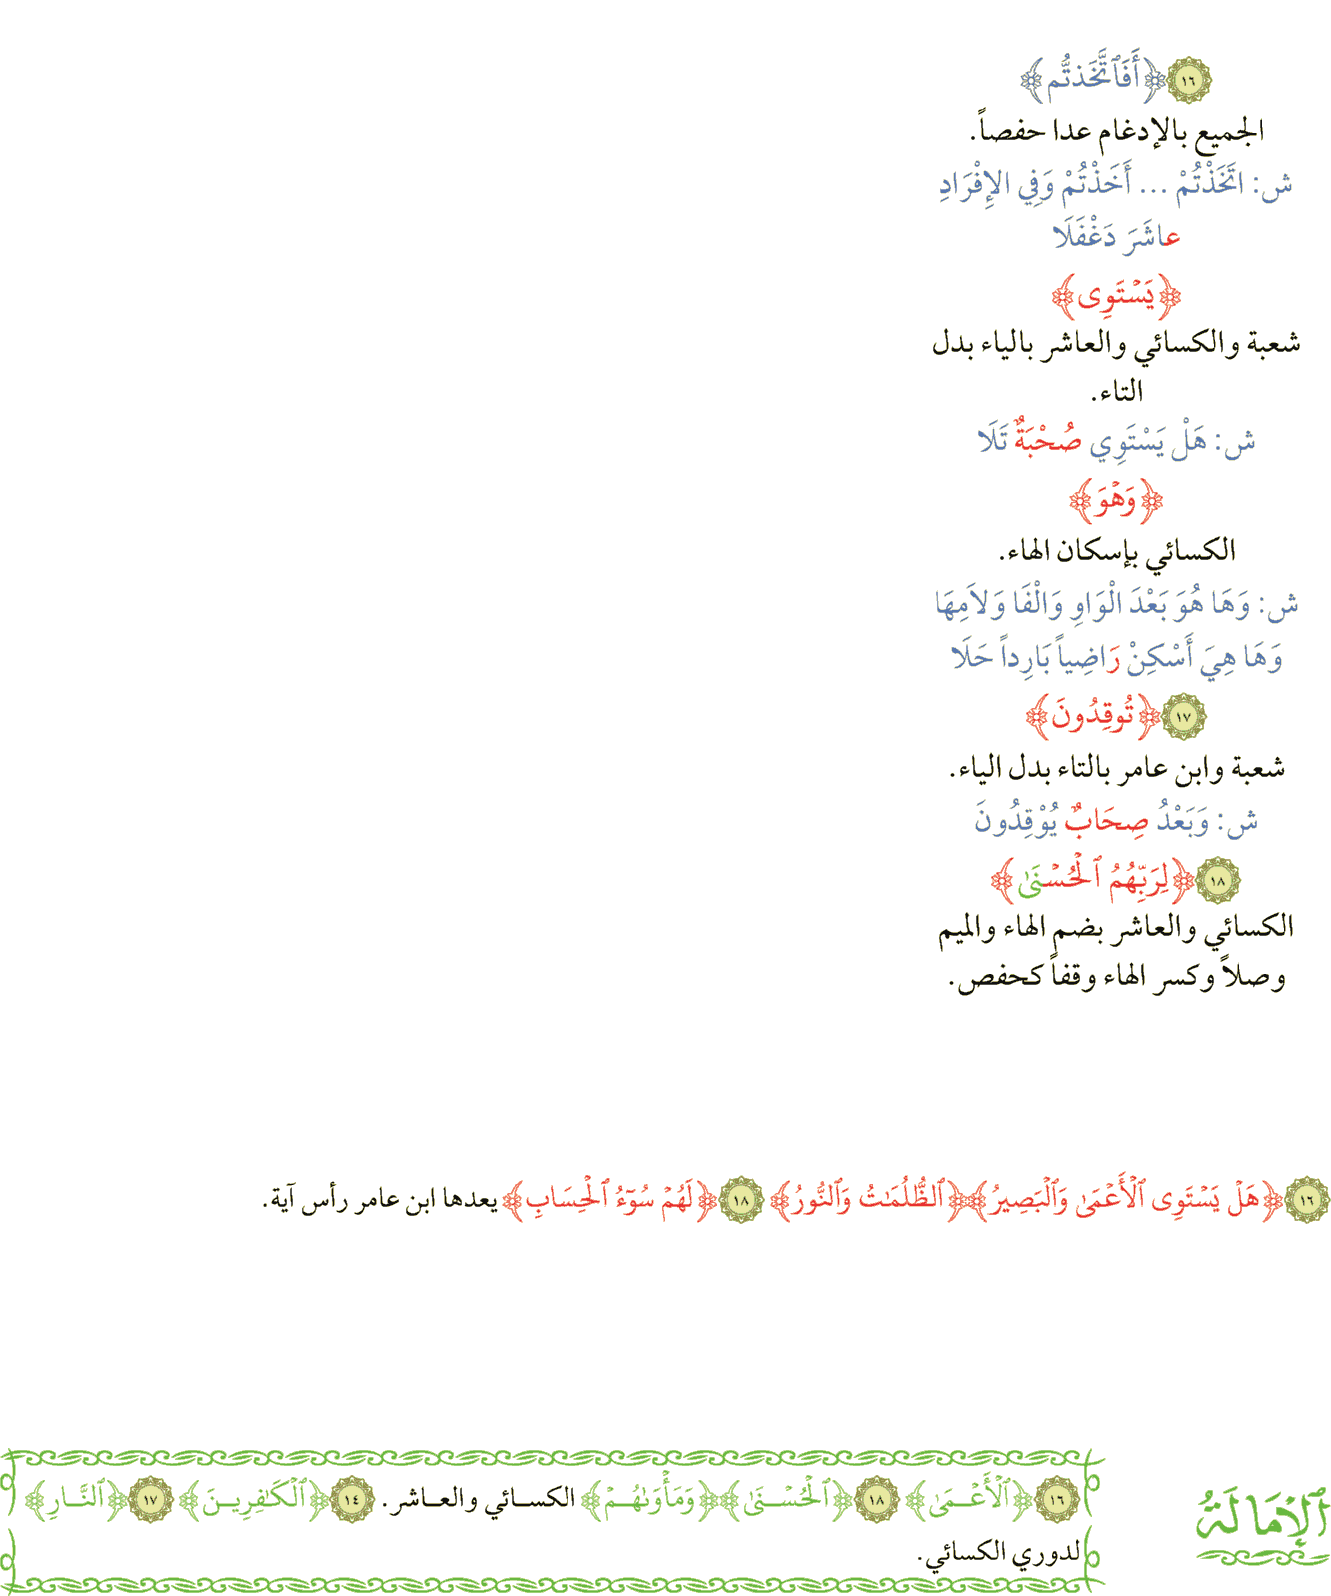 ١٦ ﴿أَفَٱتَّخَذتُّم﴾
الجميع بالإدغام عدا حفصاً.
ش: اتَّخَذْتُمْ ... أَخَذْتُمْ وَفِي الإِفْرَادِ
عاشَرَ دَغْفَلَا
﴿يَسْتَوِى﴾
شعبة والكسائي والعاشر بالياء بدل
التاء.
ش: هَلْ يَسْتَوِي صُحْبَةٌ تَلَا
﴿وَهْوَ﴾
الكسائي بإسكان الهاء.
ش: وَهَا هُوَ بَعْدَ الْوَاوِ وَالْفَا وَلاَمِهَا
وَهَا هِيَ أَسْكِنْ رَاضِياً بَارِداً حَلَا
١٧ ﴿تُوقِدُونَ﴾
شعبة وابن عامر بالتاء بدل الياء.
ش: وَبَعْدُ صِحَابٌ يُوْقِدُونَ
١٨ ﴿لِرَبِّهُمُ ٱلْحُسْنَىٰ﴾
الكسائي والعاشر بضم الهاء والميم
وصلاً وكسر الهاء وقفاً كحفص.
١٦ ﴿هَلْ يَسْتَوِى ٱلْأَعْمَىٰ وَٱلْبَصِيرُ﴾ ﴿ٱلظُّلُمَٰتُ وَٱلنُّورُ﴾ ١٨ ﴿لَهُمْ سُوٓءُ ٱلْحِسَابِ﴾ يعدها ابن عامر رأس آية.
ٱلْإِمَالَةُ
١٦ ﴿ٱلْأَعْمَىٰ﴾ ١٨ ﴿ٱلْحُسْنَىٰ﴾ ﴿وَمَأْوَىٰهُمْ﴾ الكسائي والعاشر. ١٤ ﴿ٱلْكَٰفِرِينَ﴾ ١٧ ﴿ٱلنَّارِ﴾
لدوري الكسائي.